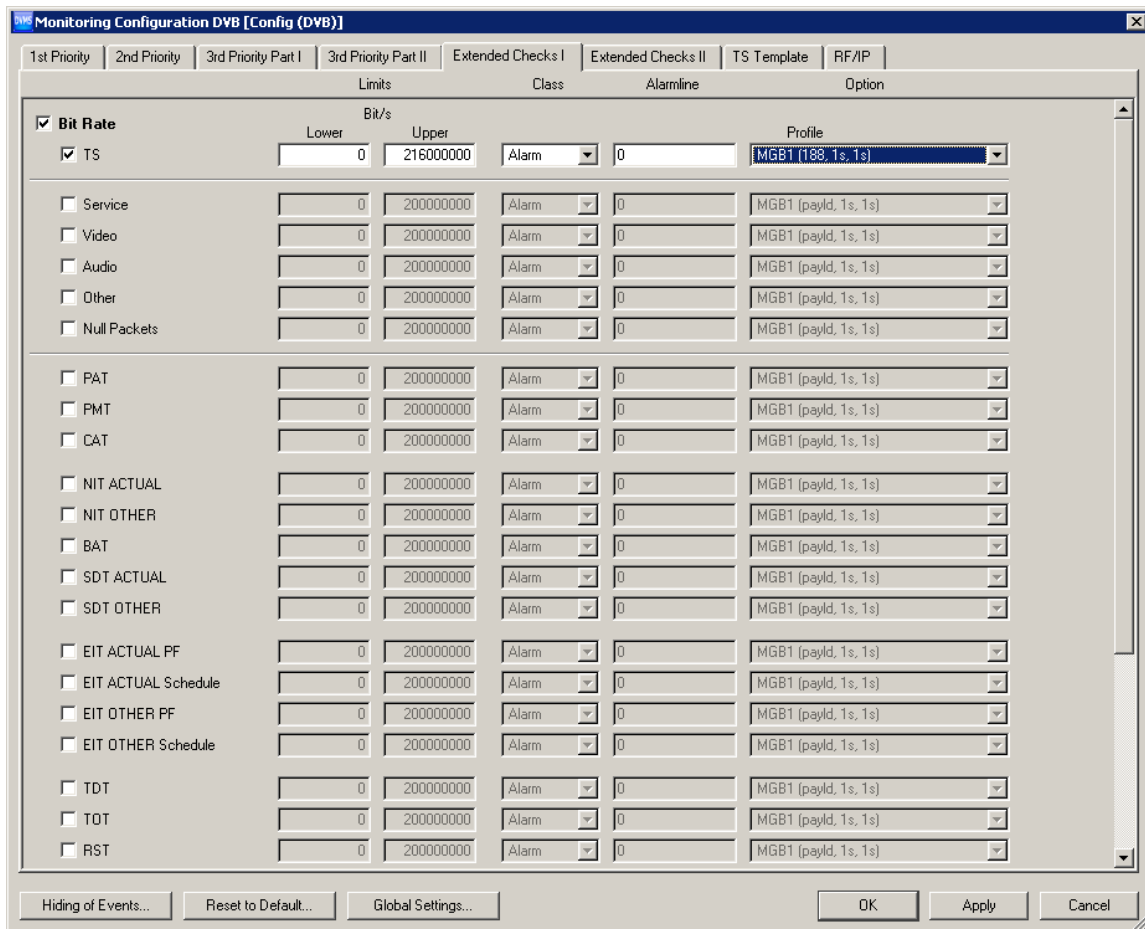 DVMS Monitoring Configuration DVB [Config (DVB)]
1st Priority 2nd Priority 3rd Priority Part I 3rd Priority Part II Extended Checks I Extended Checks II TS Template RF/IP
Limits Class Alarmline Option
Bit Rate Bit/s
Lower Upper Profile
TS 0 216000000 Alarm 0 MGB1 (188, 1s, 1s)
Service 0 200000000 Alarm 0 MGB1 (payld, 1s, 1s)
Video 0 200000000 Alarm 0 MGB1 (payld, 1s, 1s)
Audio 0 200000000 Alarm 0 MGB1 (payld, 1s, 1s)
Other 0 200000000 Alarm 0 MGB1 (payld, 1s, 1s)
Null Packets 0 200000000 Alarm 0 MGB1 (payld, 1s, 1s)
PAT 0 200000000 Alarm 0 MGB1 (payld, 1s, 1s)
PMT 0 200000000 Alarm 0 MGB1 (payld, 1s, 1s)
CAT 0 200000000 Alarm 0 MGB1 (payld, 1s, 1s)
NIT ACTUAL 0 200000000 Alarm 0 MGB1 (payld, 1s, 1s)
NIT OTHER 0 200000000 Alarm 0 MGB1 (payld, 1s, 1s)
BAT 0 200000000 Alarm 0 MGB1 (payld, 1s, 1s)
SDT ACTUAL 0 200000000 Alarm 0 MGB1 (payld, 1s, 1s)
SDT OTHER 0 200000000 Alarm 0 MGB1 (payld, 1s, 1s)
EIT ACTUAL PF 0 200000000 Alarm 0 MGB1 (payld, 1s, 1s)
EIT ACTUAL Schedule 0 200000000 Alarm 0 MGB1 (payld, 1s, 1s)
EIT OTHER PF 0 200000000 Alarm 0 MGB1 (payld, 1s, 1s)
EIT OTHER Schedule 0 200000000 Alarm 0 MGB1 (payld, 1s, 1s)
TDT 0 200000000 Alarm 0 MGB1 (payld, 1s, 1s)
TOT 0 200000000 Alarm 0 MGB1 (payld, 1s, 1s)
RST 0 200000000 Alarm 0 MGB1 (payld, 1s, 1s)
Hiding of Events... Reset to Default... Global Settings... OK Apply Cancel